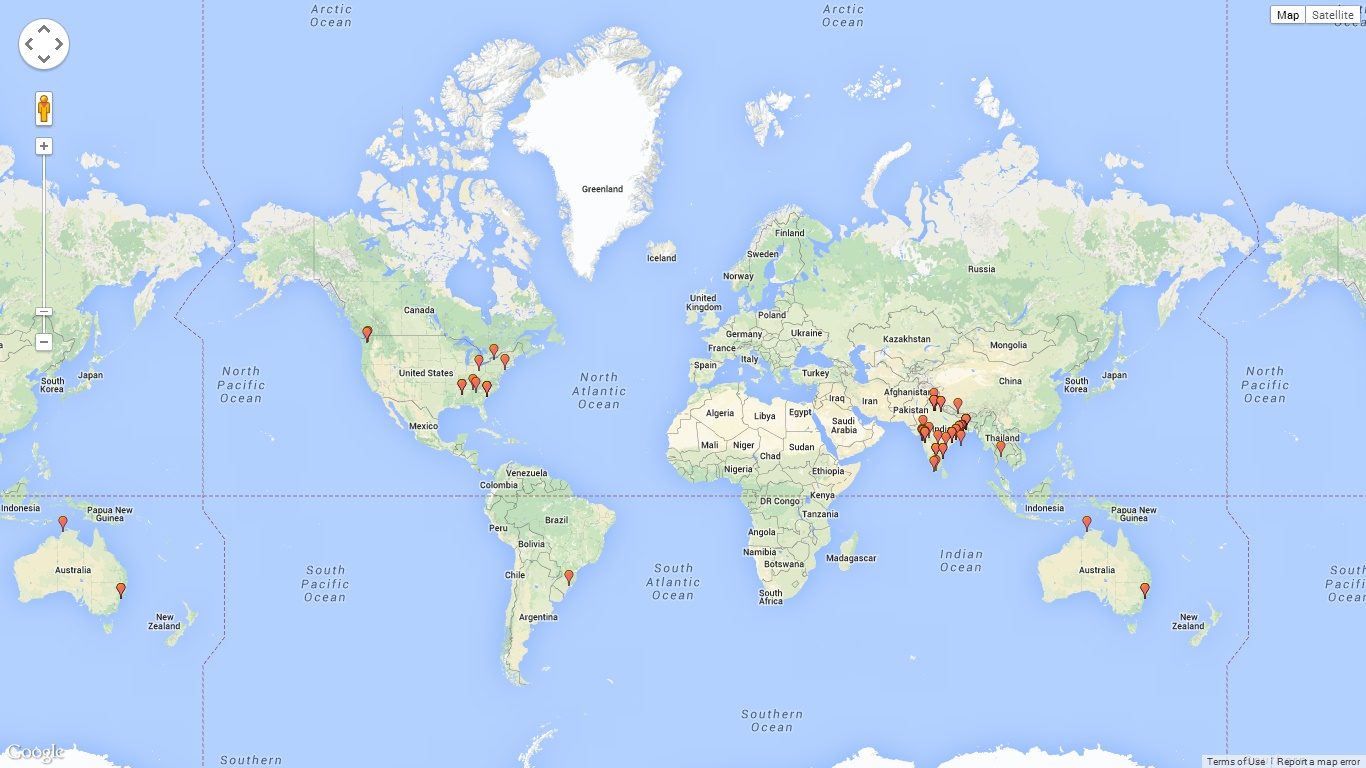 Arctic
Ocean
Arctic
Ocean
Map
Satellite
Greenland
Finland
Iceland
Sweden
Russia
Norway
United
Kingdom
Canada
Poland
Germany
Ukraine
Kazakhstan
Mongolia
France
Italy
Spain
North
Pacific
Ocean
United States
North
Atlantic
Ocean
Turkey
China
South
Korea
Japan
South
Korea
Japan
North
Pacific
Ocean
Afghanistan
Iraq
Iran
Pakistan
Algeria
Libya
Egypt
Saudi
Arabia
Mexico
India
Thailand
Mali
Niger
Chad
Sudan
Nigeria
Ethiopia
Venezuela
Colombia
DR Congo
Kenya
Indonesia
Papua New
Guinea
Peru
Brazil
Tanzania
Indonesia
Papua New
Guinea
Angola
Bolivia
Namibia
Botswana
Madagascar
Indian
Ocean
Australia
South
Pacific
Ocean
Chile
South
Atlantic
Ocean
South
Africa
Australia
South
Pacific
Ocean
New
Zealand
Argentina
New
Zealand
Southern
Ocean
Google
Southern
Terms of Use
Report a map error